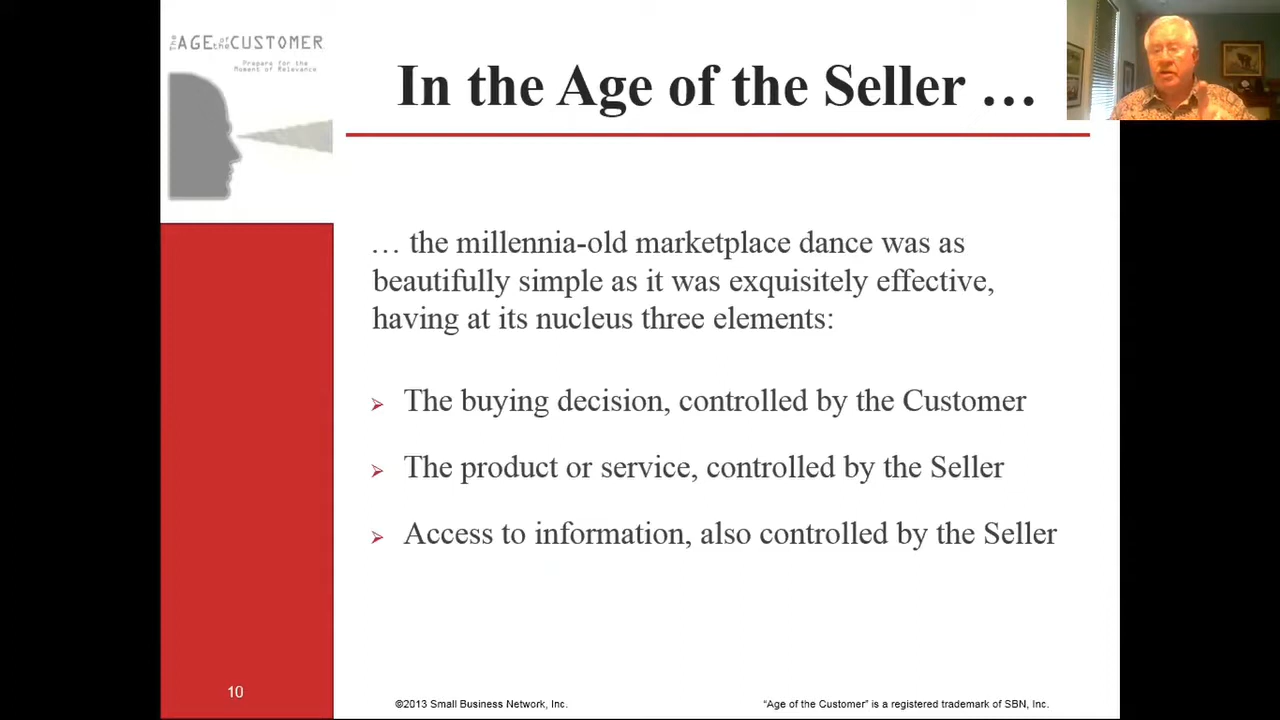 The AGE of the CUSTOMER
Prepare for the
Moment of Relevance
In the Age of the Seller …
… the millennia-old marketplace dance was as
beautifully simple as it was exquisitely effective,
having at its nucleus three elements:
The buying decision, controlled by the Customer
The product or service, controlled by the Seller
Access to information, also controlled by the Seller
10
©2013 Small Business Network, Inc.
“Age of the Customer” is a registered trademark of SBN, Inc.